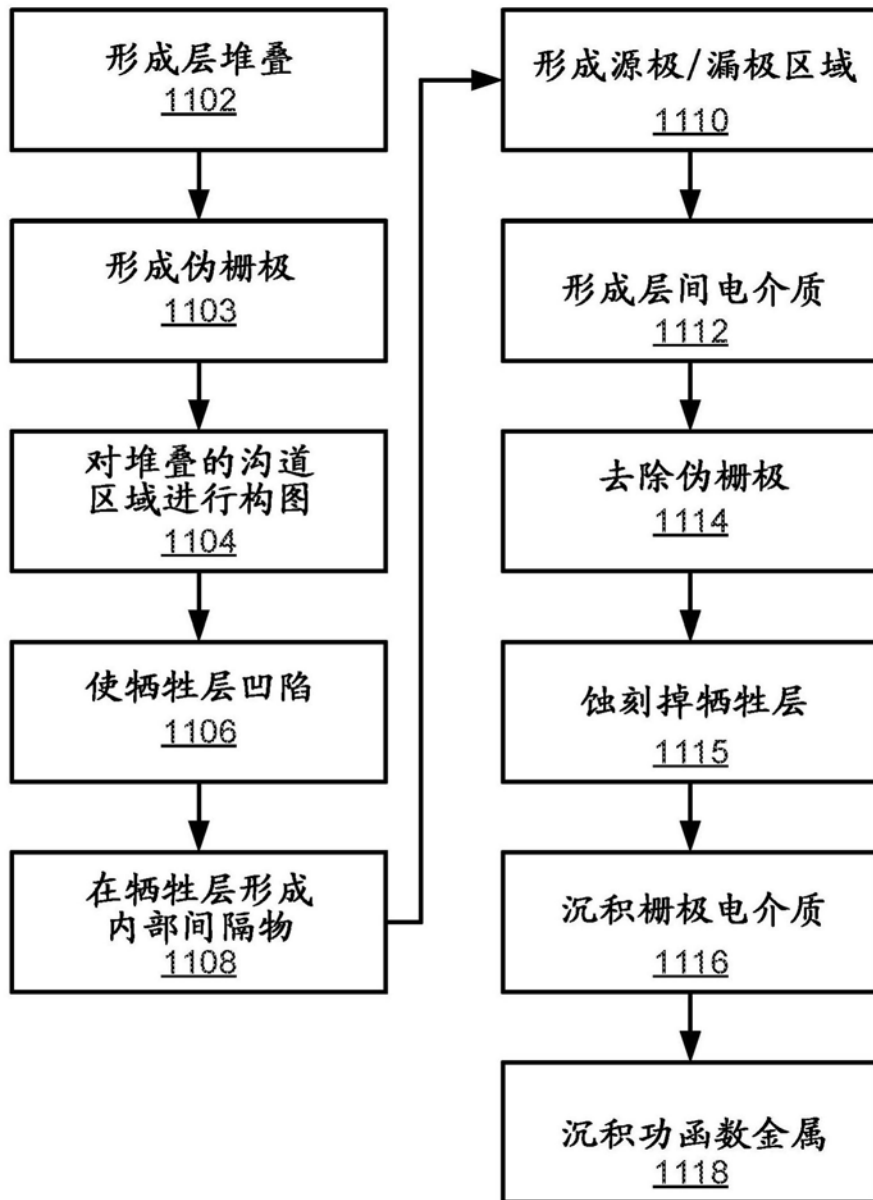 形成层堆叠
1102
形成伪栅极
1103
对堆叠的沟道
区域进行构图
1104
使牺牲层凹陷
1106
在牺牲层形成
内部间隔物
1108
形成源极/漏极区域
1110
形成层间电介质
1112
去除伪栅极
1114
蚀刻掉牺牲层
1115
沉积栅极电介质
1116
沉积功函数金属
1118